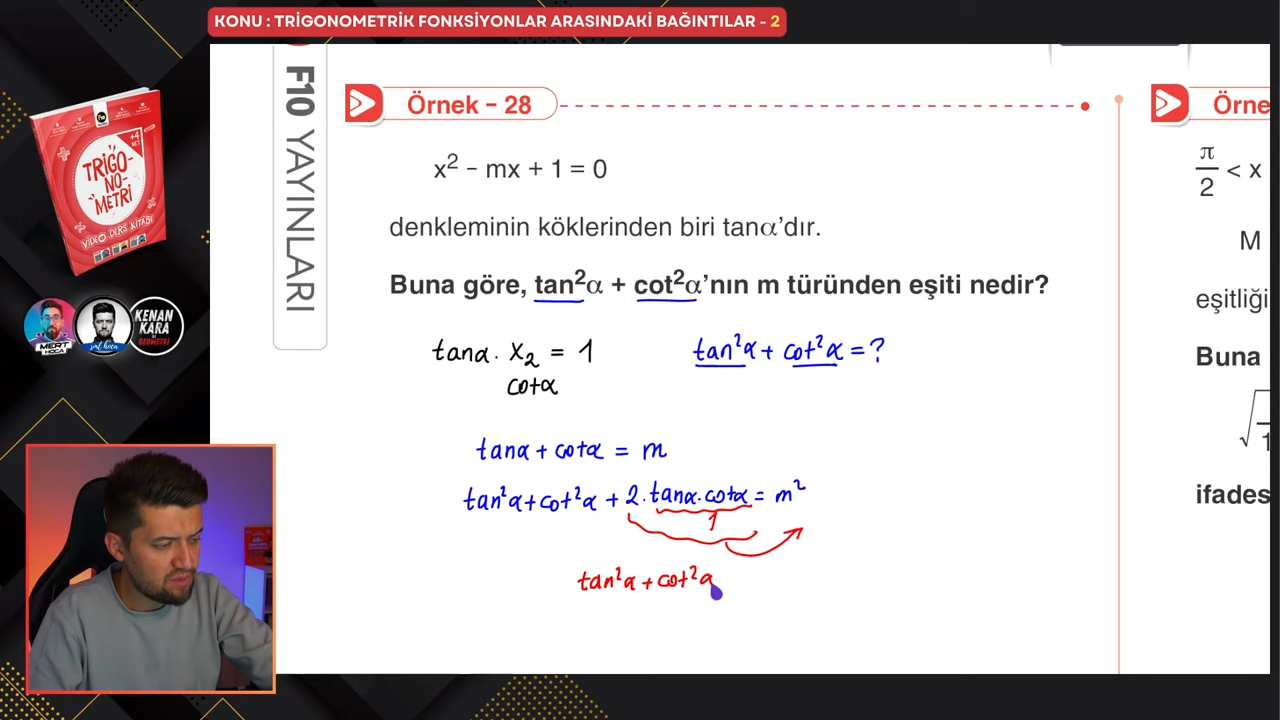 KONU : TRİGONOMETRİK FONKSİYONLAR ARASINDAKİ BAĞINTILAR - 2
+4 NET
TRİGO-
NO-
METRİ
VİDEO DERS KİTABI
MERT HOCA
KENAN
KARA
GEOMETRİ
F10 YAYINLARI
Örnek - 28
x² - mx + 1 = 0
denkleminin köklerinden biri tanα'dır.
Buna göre, tan²α + cot²α'nın m türünden eşiti nedir?
tanα . x₂ = 1
cotα
tan²α + cot²α = ?
tanα + cotα = m
tan²α + cot²α + 2 . tanα . cotα = m²
1
tan²α + cot²α
Örne
π
2
< x
M
eşitliği
Buna
√
1
ifades